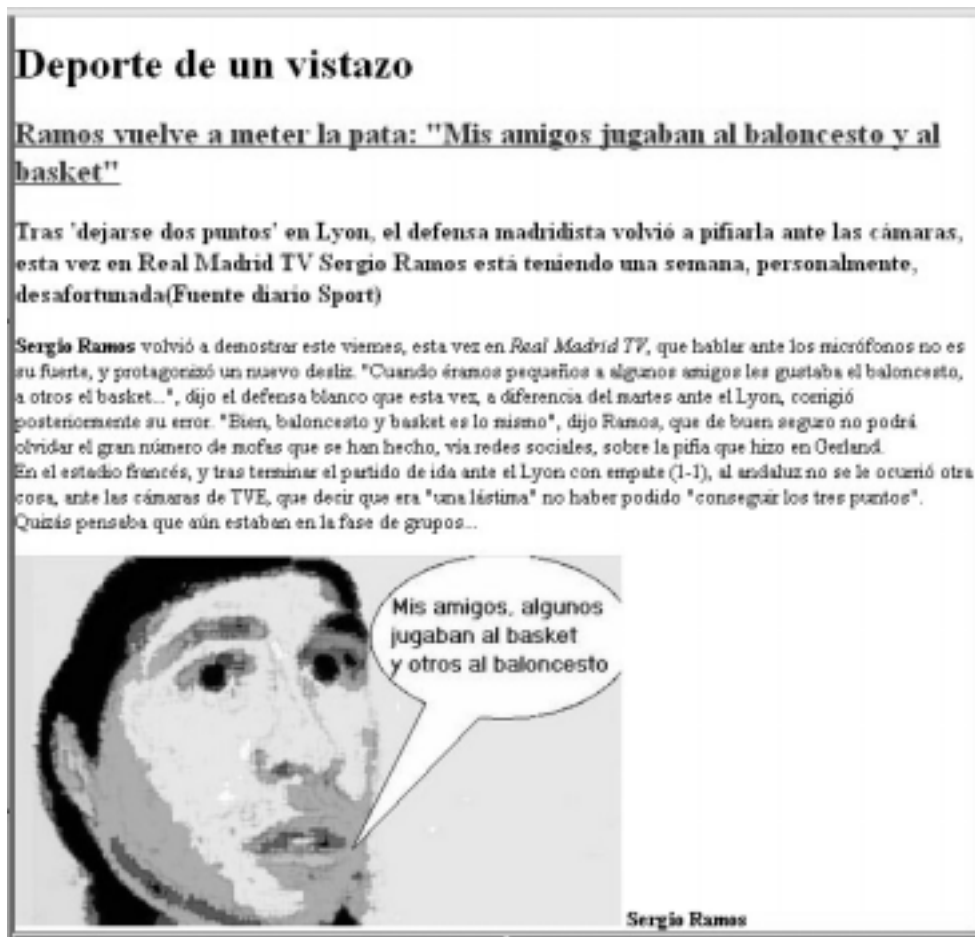 Deporte de un vistazo
Ramos vuelve a meter la pata: "Mis amigos jugaban al baloncesto y al
basket"
Tras 'dejarse dos puntos' en Lyon, el defensa madridista volvió a pifiarla ante las cámaras,
esta vez en Real Madrid TV Sergio Ramos está teniendo una semana, personalmente,
desafortunada(Fuente diario Sport)
Sergio Ramos volvió a demostrar este viernes, esta vez en Real Madrid TV, que hablar ante los micrófonos no es
su fuerte, y protagonizó un nuevo desliz. "Cuando éramos pequeños a algunos amigos les gustaba el baloncesto,
a otros el basket...", dijo el defensa blanco que esta vez, a diferencia del martes ante el Lyon, corrigió
posteriormente su error. "Bien, baloncesto y basket es lo mismo", dijo Ramos, que de buen seguro no podrá
olvidar el gran número de mofas que se han hecho, vía redes sociales, sobre la pifia que hizo en Gerland.
En el estadio francés, y tras terminar el partido de ida ante el Lyon con empate (1-1), al andaluz no se le ocurrió otra
cosa, ante las cámaras de TVE, que decir que era "una lástima" no haber podido "conseguir los tres puntos".
Quizás pensaba que aún estaban en la fase de grupos...
Mis amigos, algunos
jugaban al basket
y otros al baloncesto
Sergio Ramos